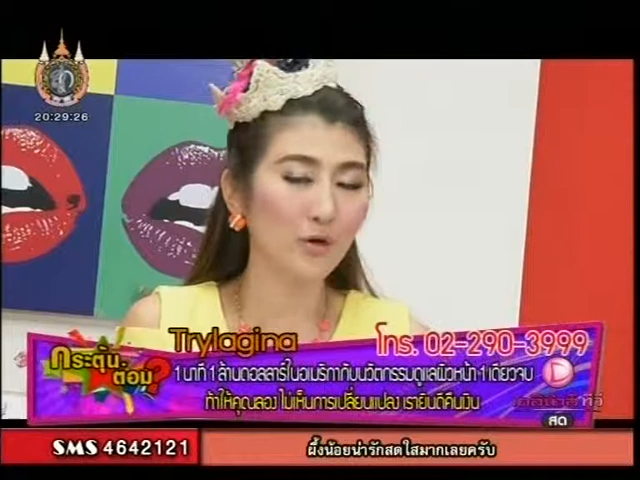 20:29:26
Trylagina
โทร. 02-290-3999
กระตุ้น.
ต่อม?
1 นาที 1 ล้านดอลลาร์ในอเมริกากับนวัตกรรมดูแลผิวหน้า 1 เดียวจบ
ท้าให้คุณลอง ไม่เห็นการเปลี่ยนแปลง เรายินดีคืนเงิน
สด
SMS 4642121
ผึ้งน้อยน่ารักสดใสมากเลยครับ